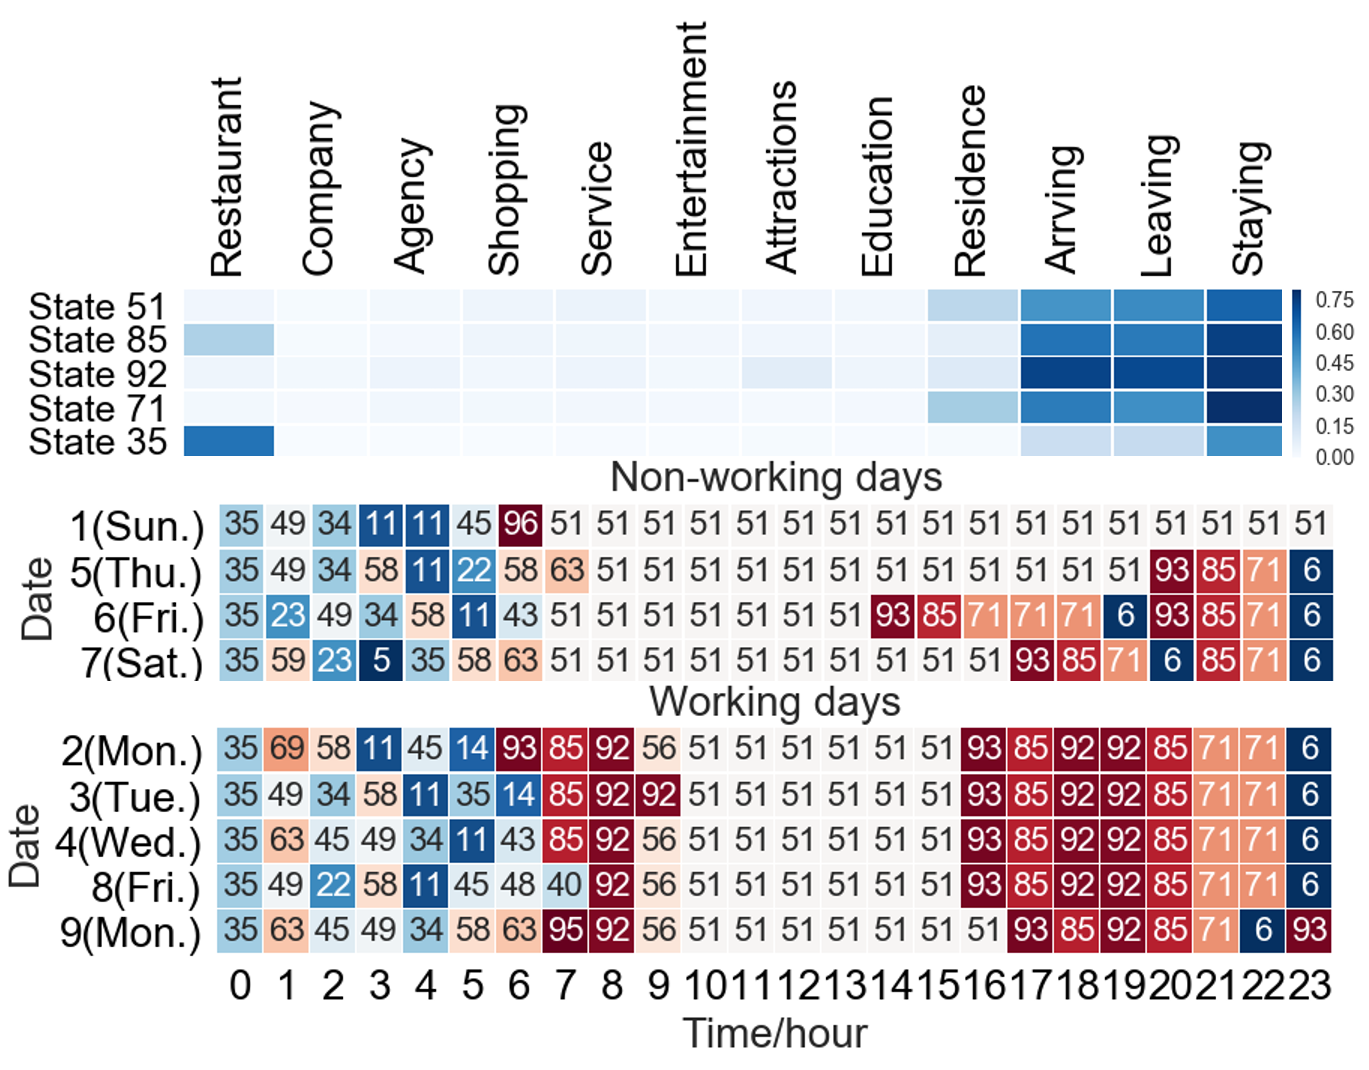 Restaurant Company Agency Shopping Service Entertainment Attractions Education Residence Arrving Leaving Staying
State 51
State 85
State 92
State 71
State 35
0.75
0.60
0.45
0.30
0.15
0.00
Non-working days
Date
1(Sun.) 35 49 34 11 11 45 96 51 51 51 51 51 51 51 51 51 51 51 51 51 51 51 51 51
5(Thu.) 35 49 34 58 11 22 58 63 51 51 51 51 51 51 51 51 51 51 51 51 93 85 71 6
6(Fri.) 35 23 49 34 58 11 43 51 51 51 51 51 51 51 93 85 71 71 71 6 93 85 71 6
7(Sat.) 35 59 23 5 35 58 63 51 51 51 51 51 51 51 51 51 51 93 85 71 6 85 71 6
Working days
Date
2(Mon.) 35 69 58 11 45 14 93 85 92 56 51 51 51 51 51 51 93 85 92 92 85 71 71 6
3(Tue.) 35 49 34 58 11 35 14 85 92 92 51 51 51 51 51 51 93 85 92 92 85 71 71 6
4(Wed.) 35 63 45 49 34 11 43 85 92 56 51 51 51 51 51 51 93 85 92 92 85 71 71 6
8(Fri.) 35 49 22 58 11 45 48 40 92 56 51 51 51 51 51 51 93 85 92 92 85 71 71 6
9(Mon.) 35 63 45 49 34 58 63 95 92 56 51 51 51 51 51 51 51 93 85 92 85 71 6 93
0 1 2 3 4 5 6 7 8 9 10 11 12 13 14 15 16 17 18 19 20 21 22 23
Time/hour